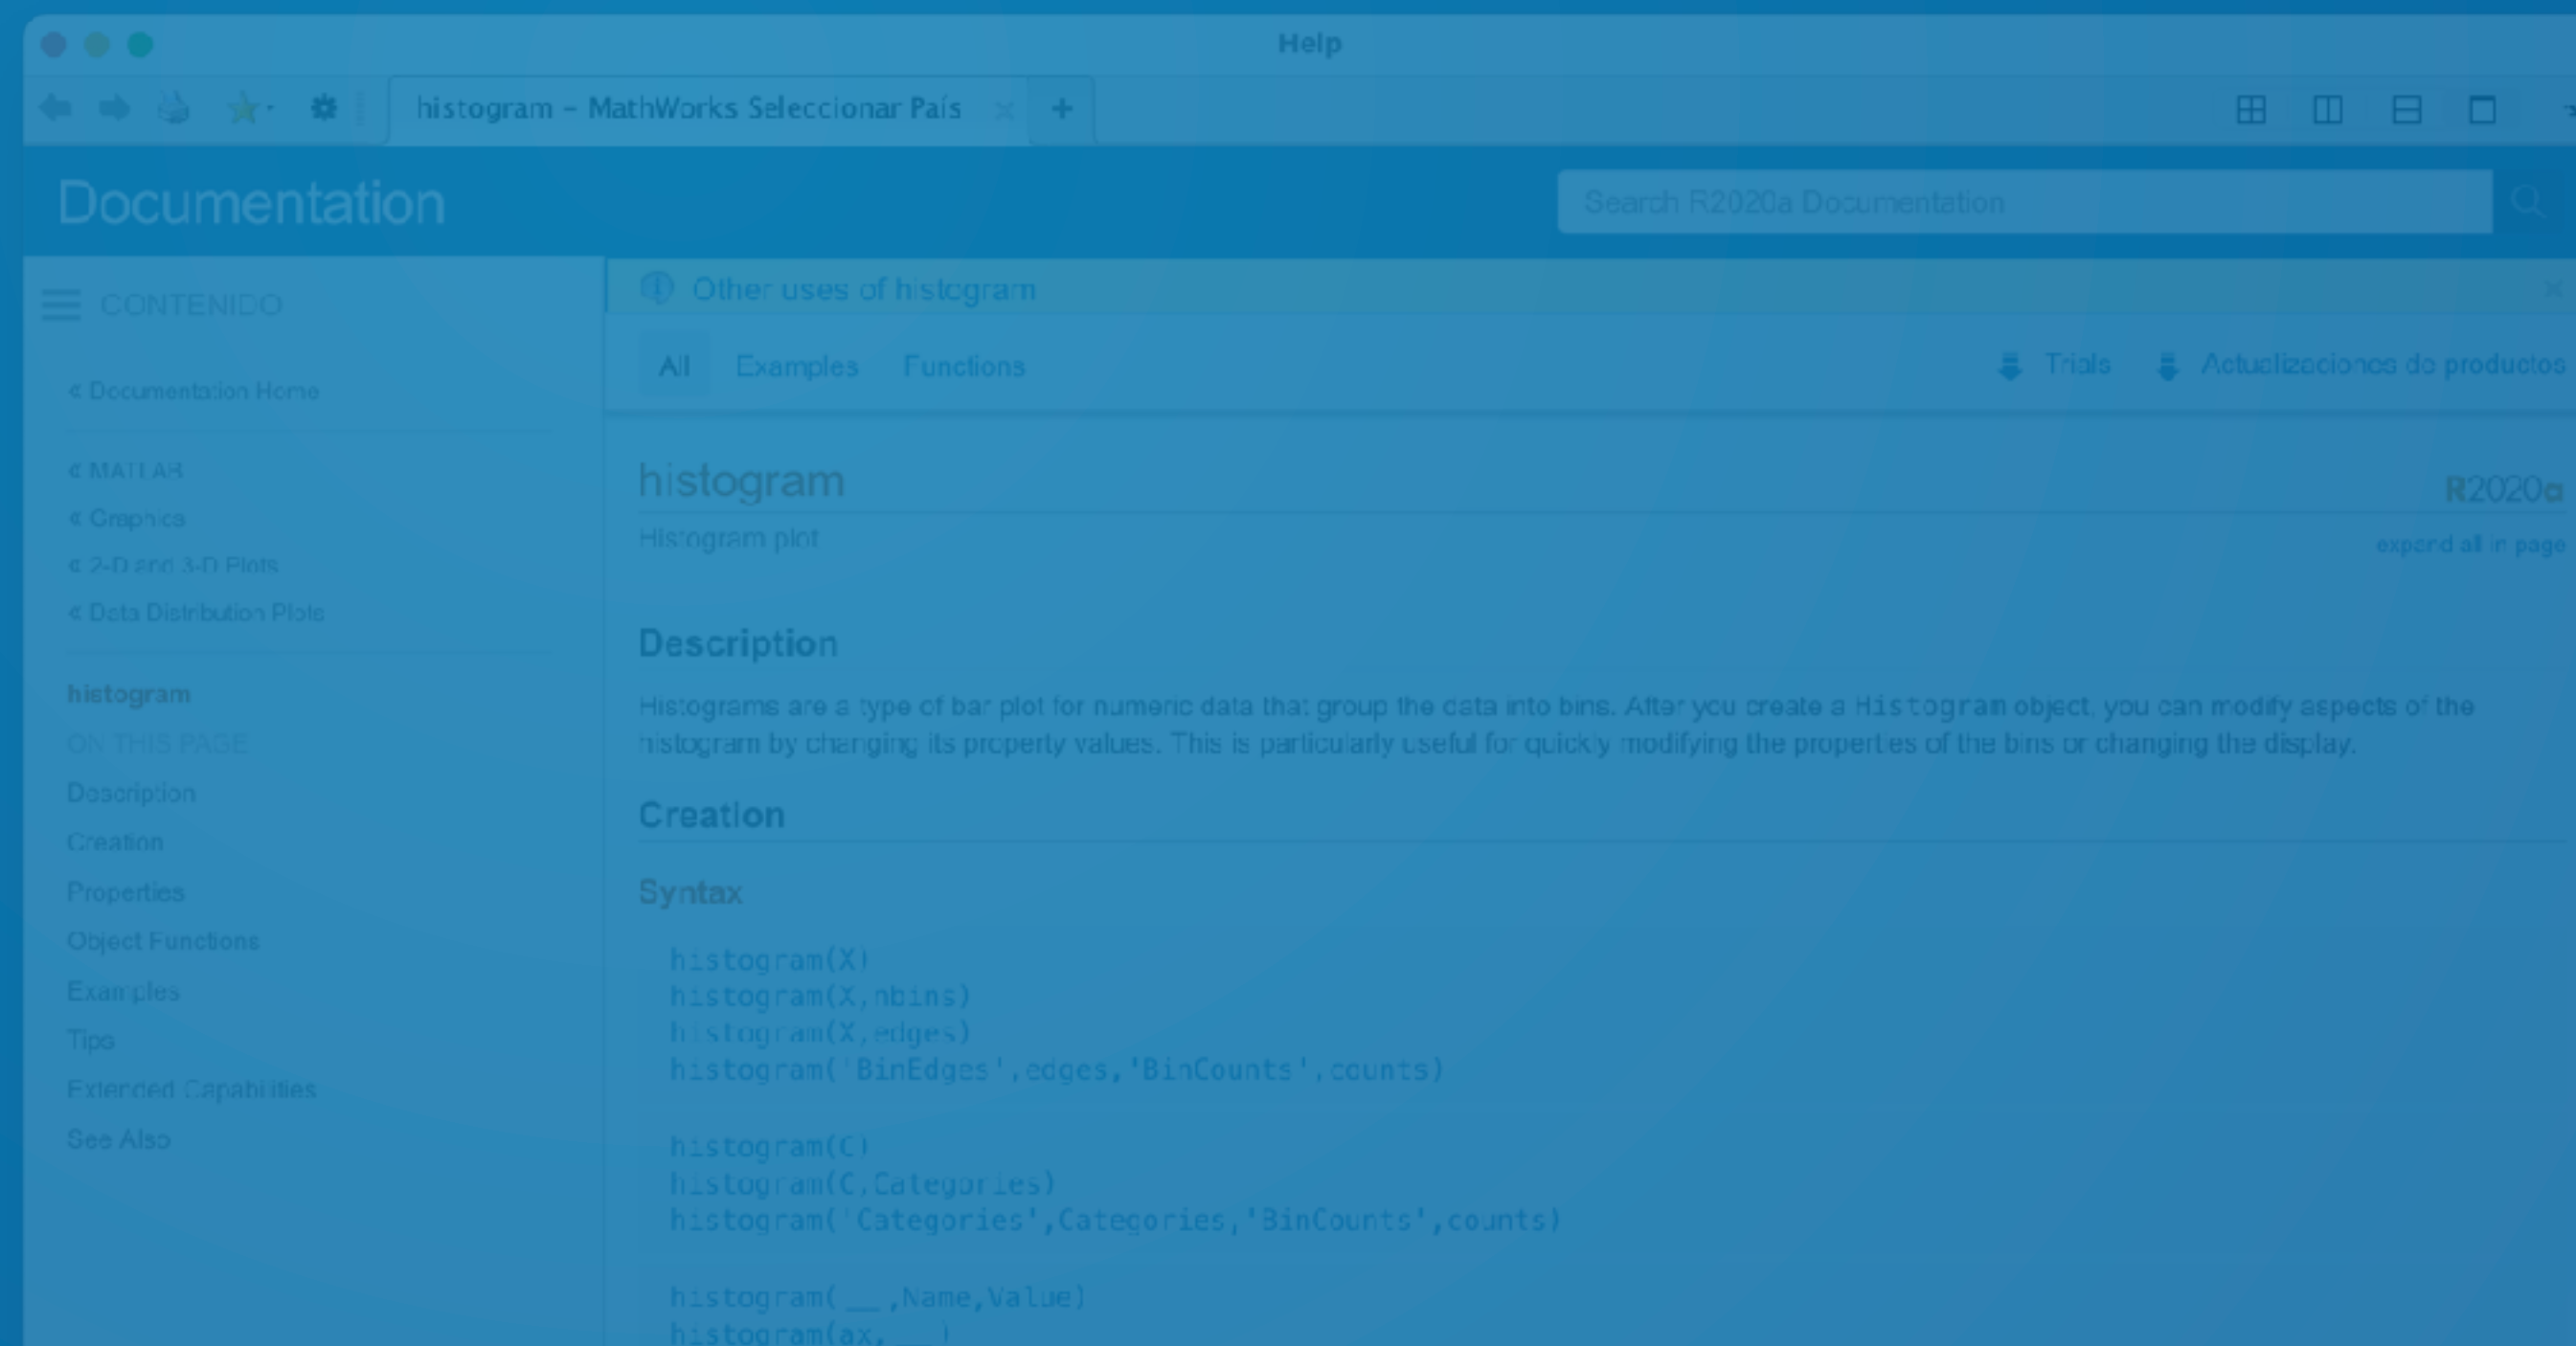 Help
histogram – MathWorks Seleccionar País
Documentation
Search R2020a Documentation
CONTENIDO
« Documentation Home
« MATLAB
« Graphics
« 2-D and 3-D Plots
« Data Distribution Plots
histogram
ON THIS PAGE
Description
Creation
Properties
Object Functions
Examples
Tips
Extended Capabilities
See Also
Other uses of histogram
All Examples Functions Trials Actualizaciones de productos
histogram R2020a
Histogram plot expand all in page
Description
Histograms are a type of bar plot for numeric data that group the data into bins. After you create a Histogram object, you can modify aspects of the
histogram by changing its property values. This is particularly useful for quickly modifying the properties of the bins or changing the display.
Creation
Syntax
histogram(X)
histogram(X,nbins)
histogram(X,edges)
histogram('BinEdges',edges,'BinCounts',counts)
histogram(C)
histogram(C,Categories)
histogram('Categories',Categories,'BinCounts',counts)
histogram(__,Name,Value)
histogram(ax,__)